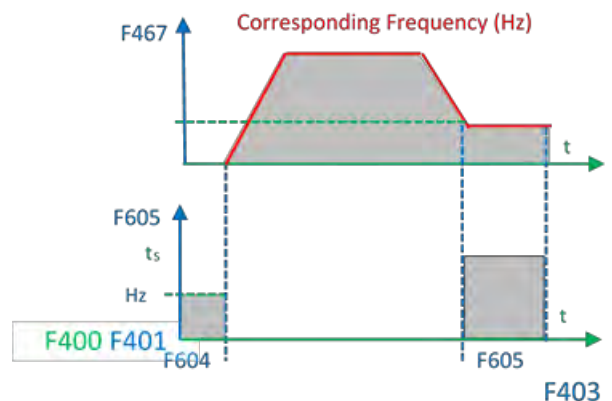 Corresponding Frequency (Hz)
F467
t
F605
ts
Hz
t
F400 F401
F604
F605
F403